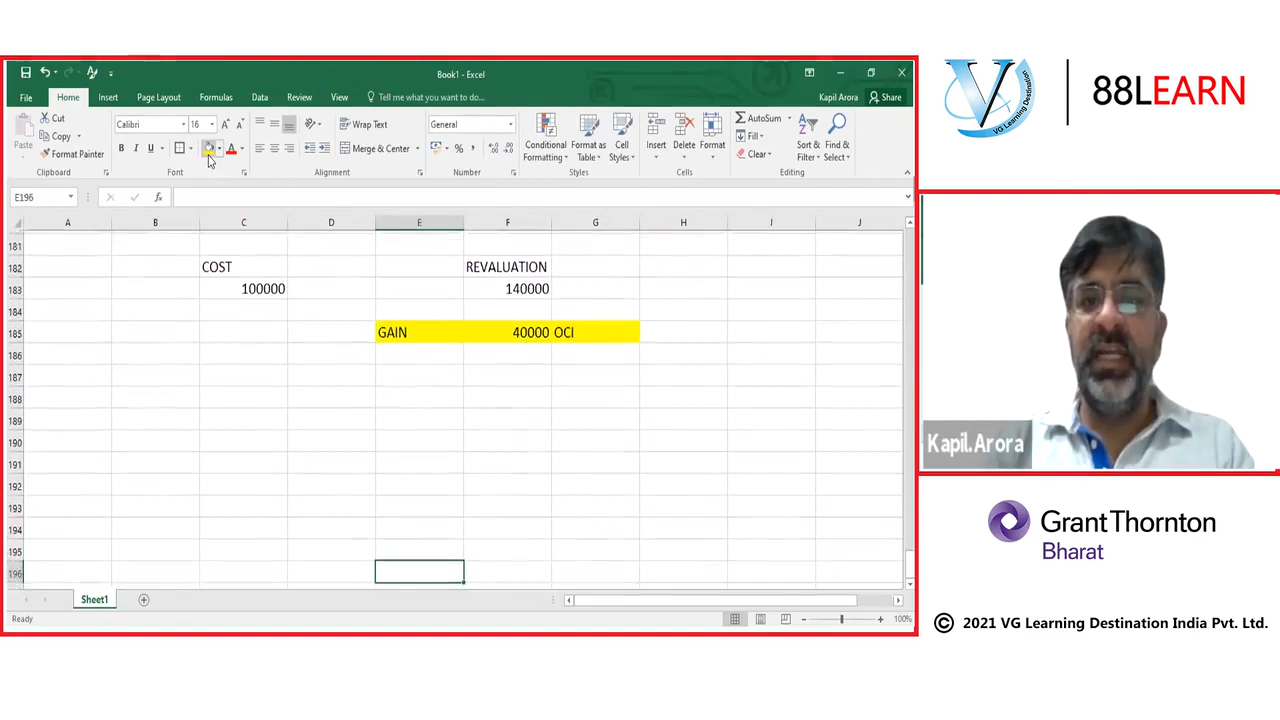 Book1 - Excel
File Home Insert Page Layout Formulas Data Review View Tell me what you want to do... Kapil Arora Share
Paste
Cut
Copy
Format Painter
Clipboard
Calibri 16
B I U
Font
Wrap Text
Merge & Center
Alignment
General
%
Number
Conditional Formatting
Format as Table
Cell Styles
Styles
Insert Delete Format
Cells
AutoSum
Fill
Clear
Sort & Filter
Find & Select
Editing
E196
fx
A B C D E F G H I J
181
182 COST REVALUATION
183 100000 140000
184
185 GAIN 40000 OCI
186
187
188
189
190
191
192
193
194
195
196
Sheet1
Ready 100%
VG Learning Destination
88LEARN
Kapil.Arora
Grant Thornton
Bharat
© 2021 VG Learning Destination India Pvt. Ltd.